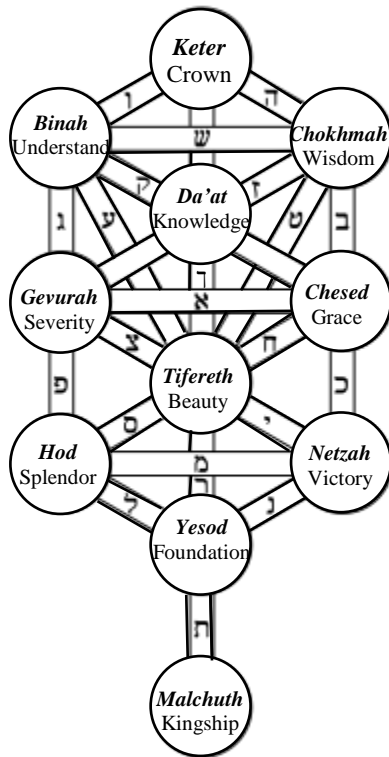 Keter
Crown
ו
ה
Binah
Understand
ש
Chokhmah
Wisdom
ק
ז
Da'at
Knowledge
ג
ע
ט
ב
ד
Gevurah
Severity
א
Chesed
Grace
צ
ח
Tifereth
Beauty
פ
כ
ס
י
Hod
Splendor
מ
Netzah
Victory
ר
ל
נ
Yesod
Foundation
ת
Malchuth
Kingship